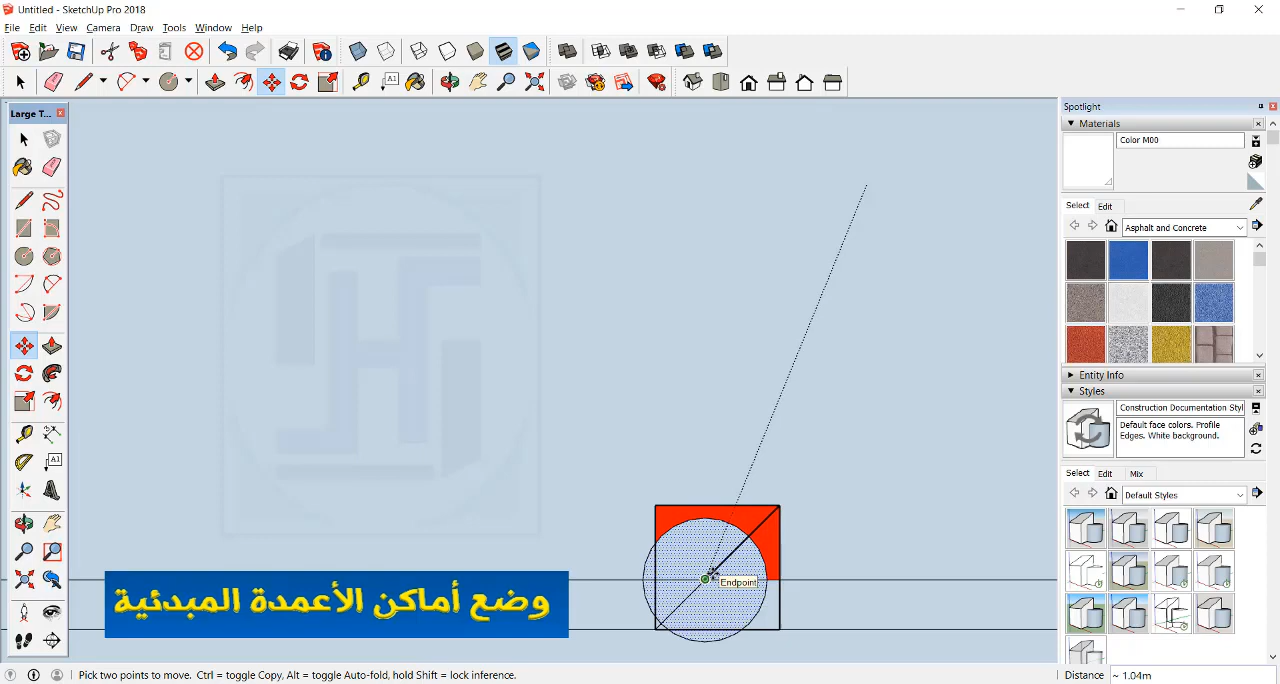 Untitled - SketchUp Pro 2018
File Edit View Camera Draw Tools Window Help
A1
Large T...
A1
Spotlight
Materials
Color M00
Select Edit
Asphalt and Concrete
Entity Info
Styles
Construction Documentation Styl
Default face colors. Profile
Edges. White background.
Select Edit Mix
Default Styles
Endpoint
وضع أماكن الأعمدة المبدئية
Pick two points to move. Ctrl = toggle Copy, Alt = toggle Auto-fold, hold Shift = lock inference.
Distance ~ 1.04m